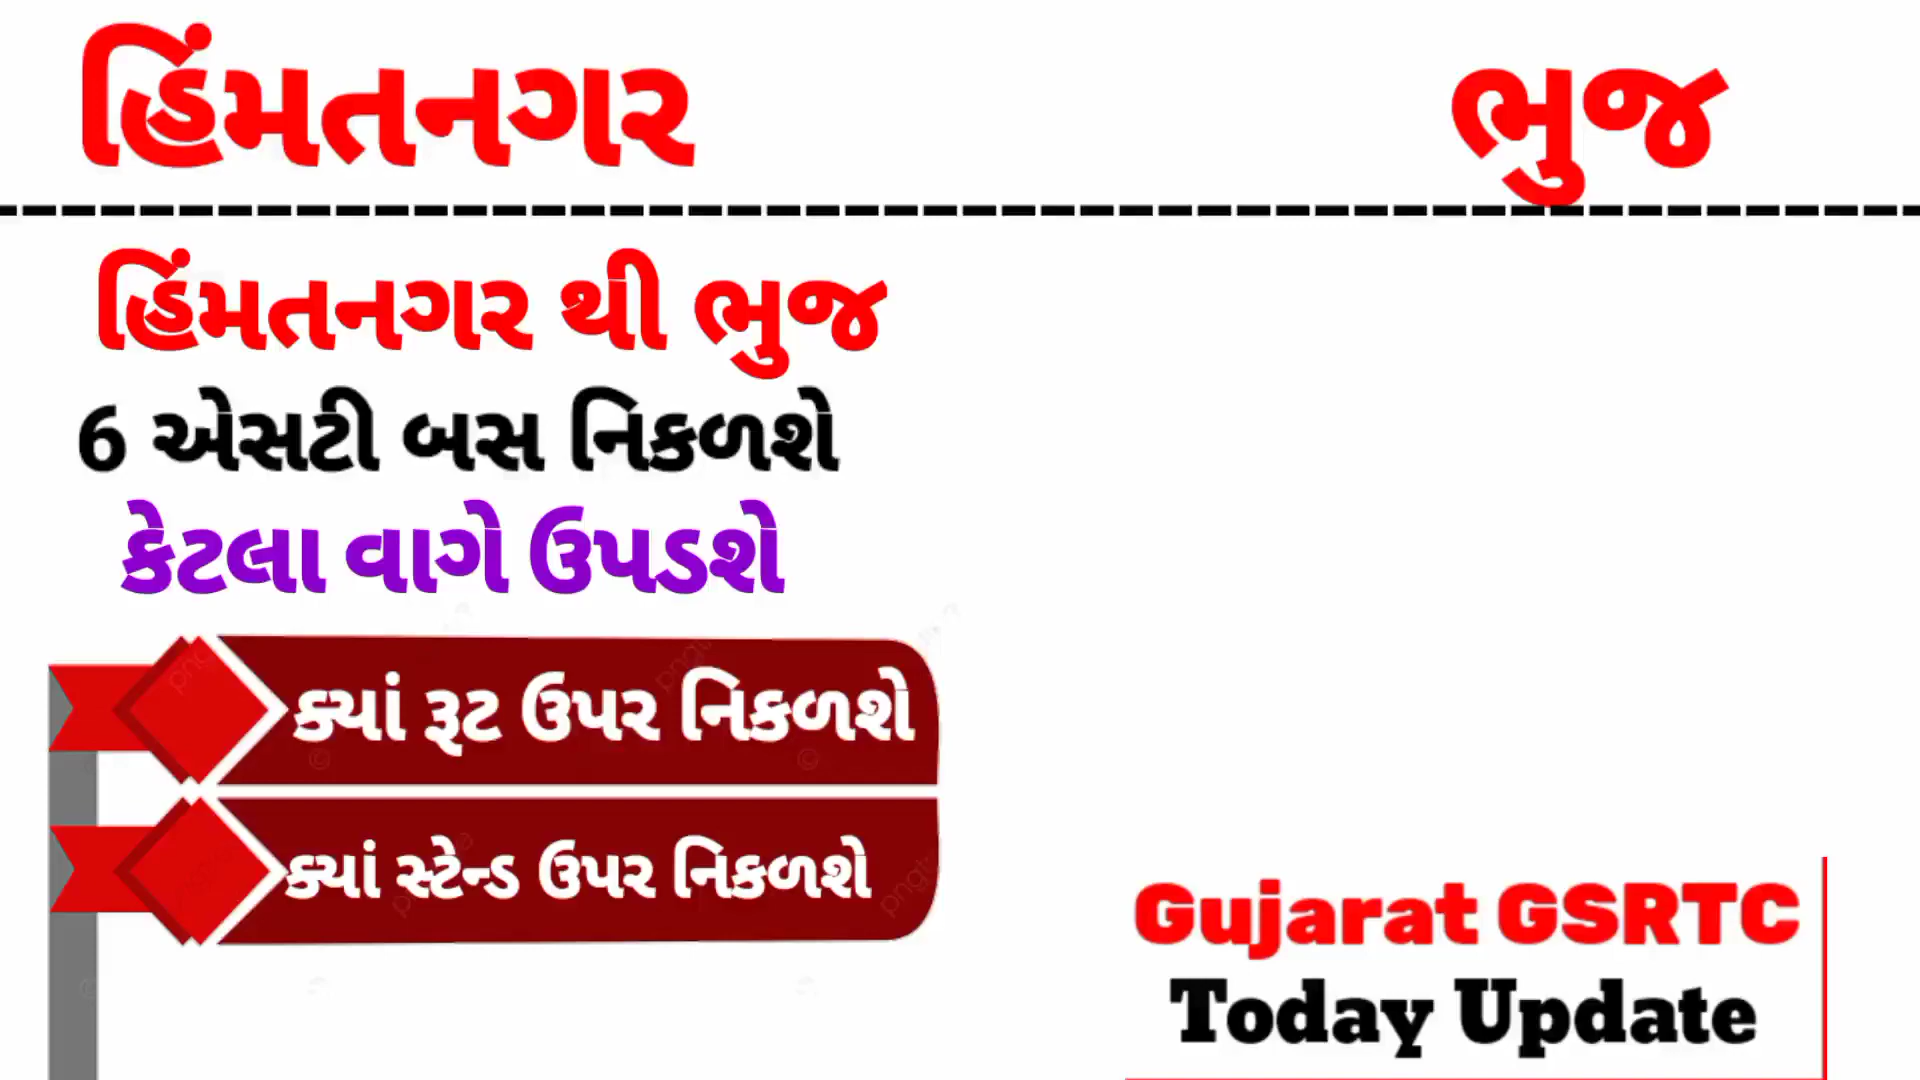 હિંમતનગર ભુજ
હિંમતનગર થી ભુજ
6 એસટી બસ નિકળશે
કેટલા વાગે ઉપડશે
ક્યાં રૂટ ઉપર નિકળશે
ક્યાં સ્ટેન્ડ ઉપર નિકળશે
Gujarat GSRTC
Today Update